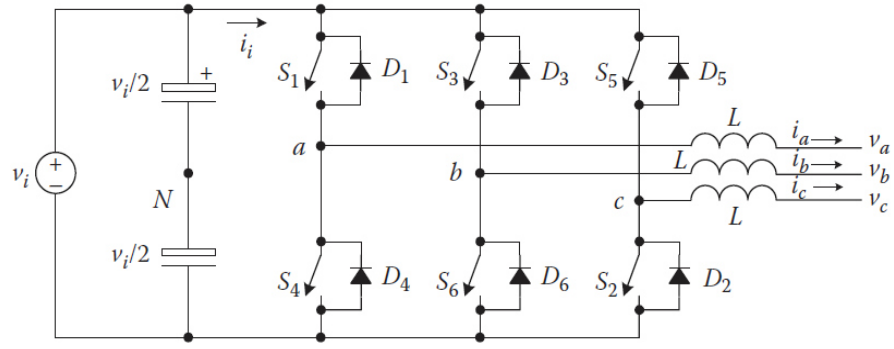 i_i
v_i/2
+
S_1
D_1
S_3
D_3
S_5
D_5
L
i_a
v_a
a
v_i
+
−
N
b
L
i_b
v_b
c
i_c
v_c
L
v_i/2
S_4
D_4
S_6
D_6
S_2
D_2